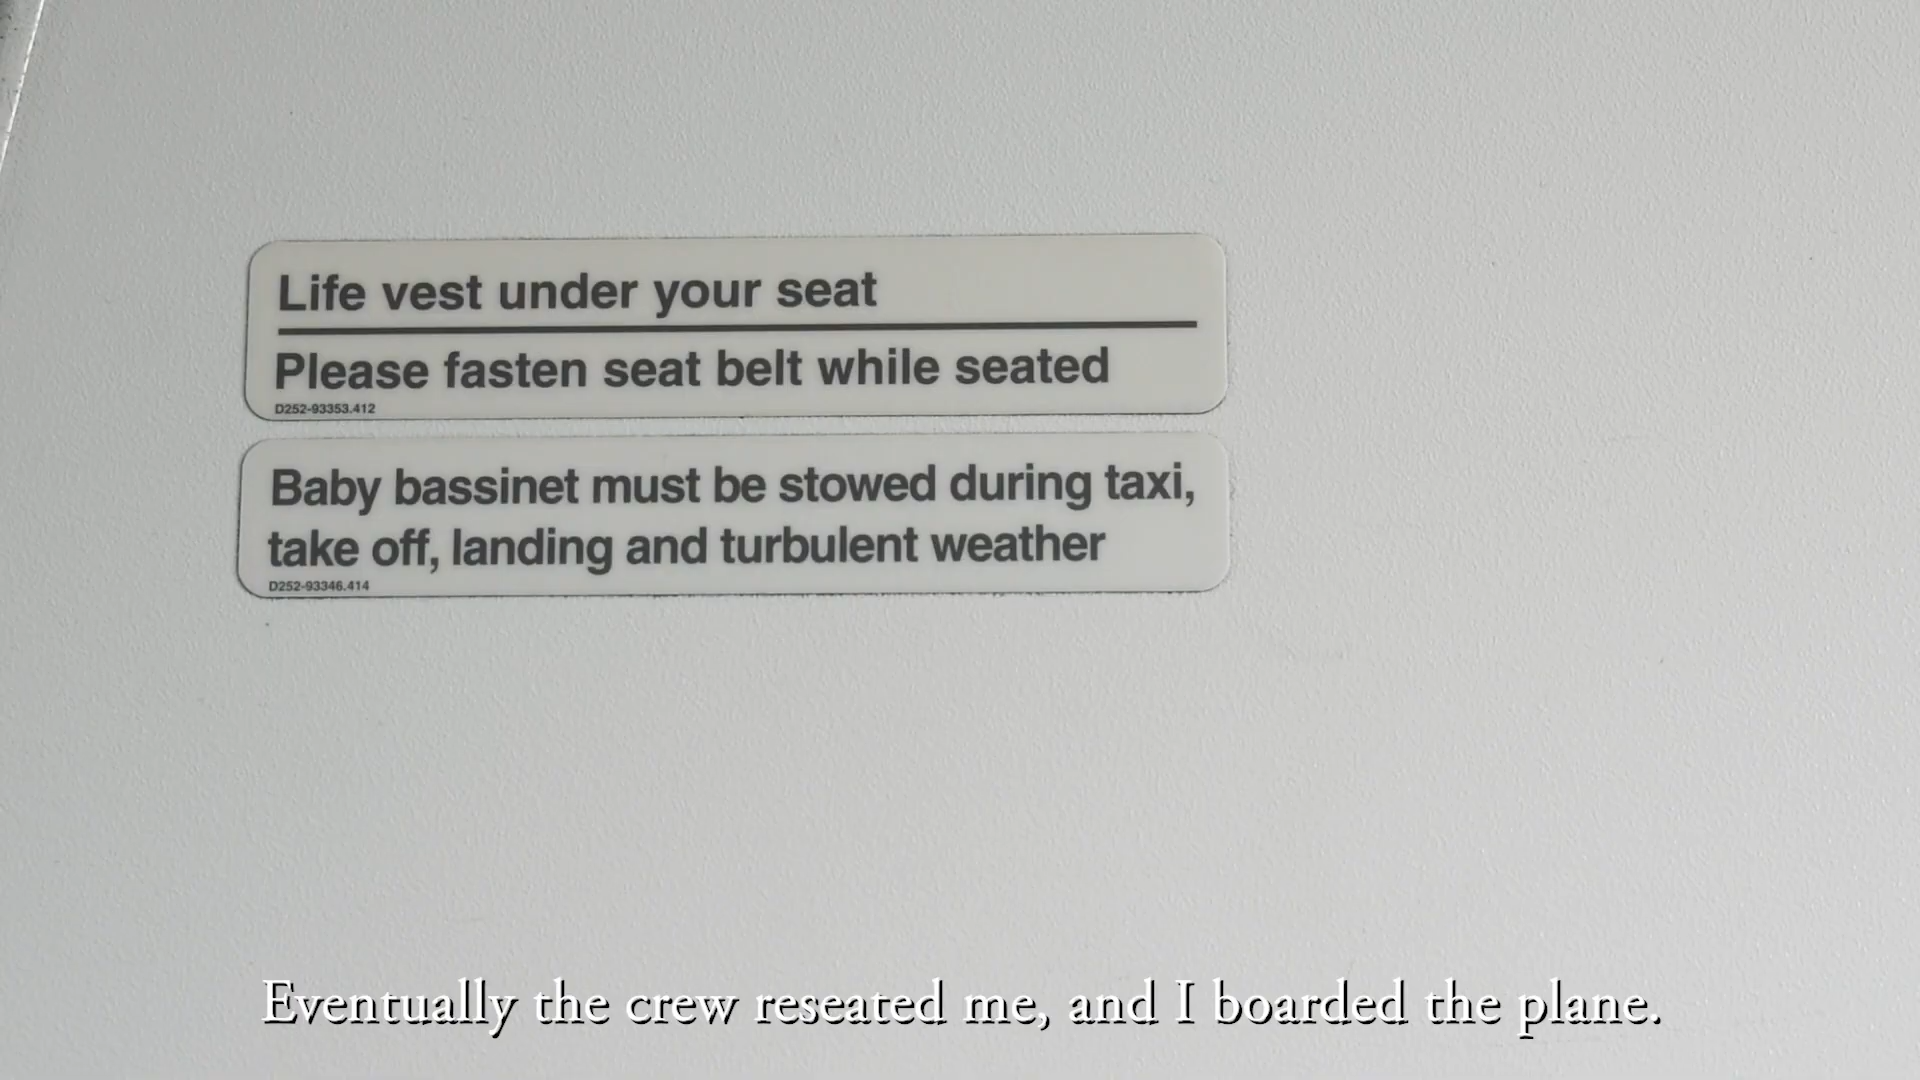 Life vest under your seat
Please fasten seat belt while seated
D252-93353.412
Baby bassinet must be stowed during taxi,
take off, landing and turbulent weather
D252-93346.414
Eventually the crew reseated me, and I boarded the plane.